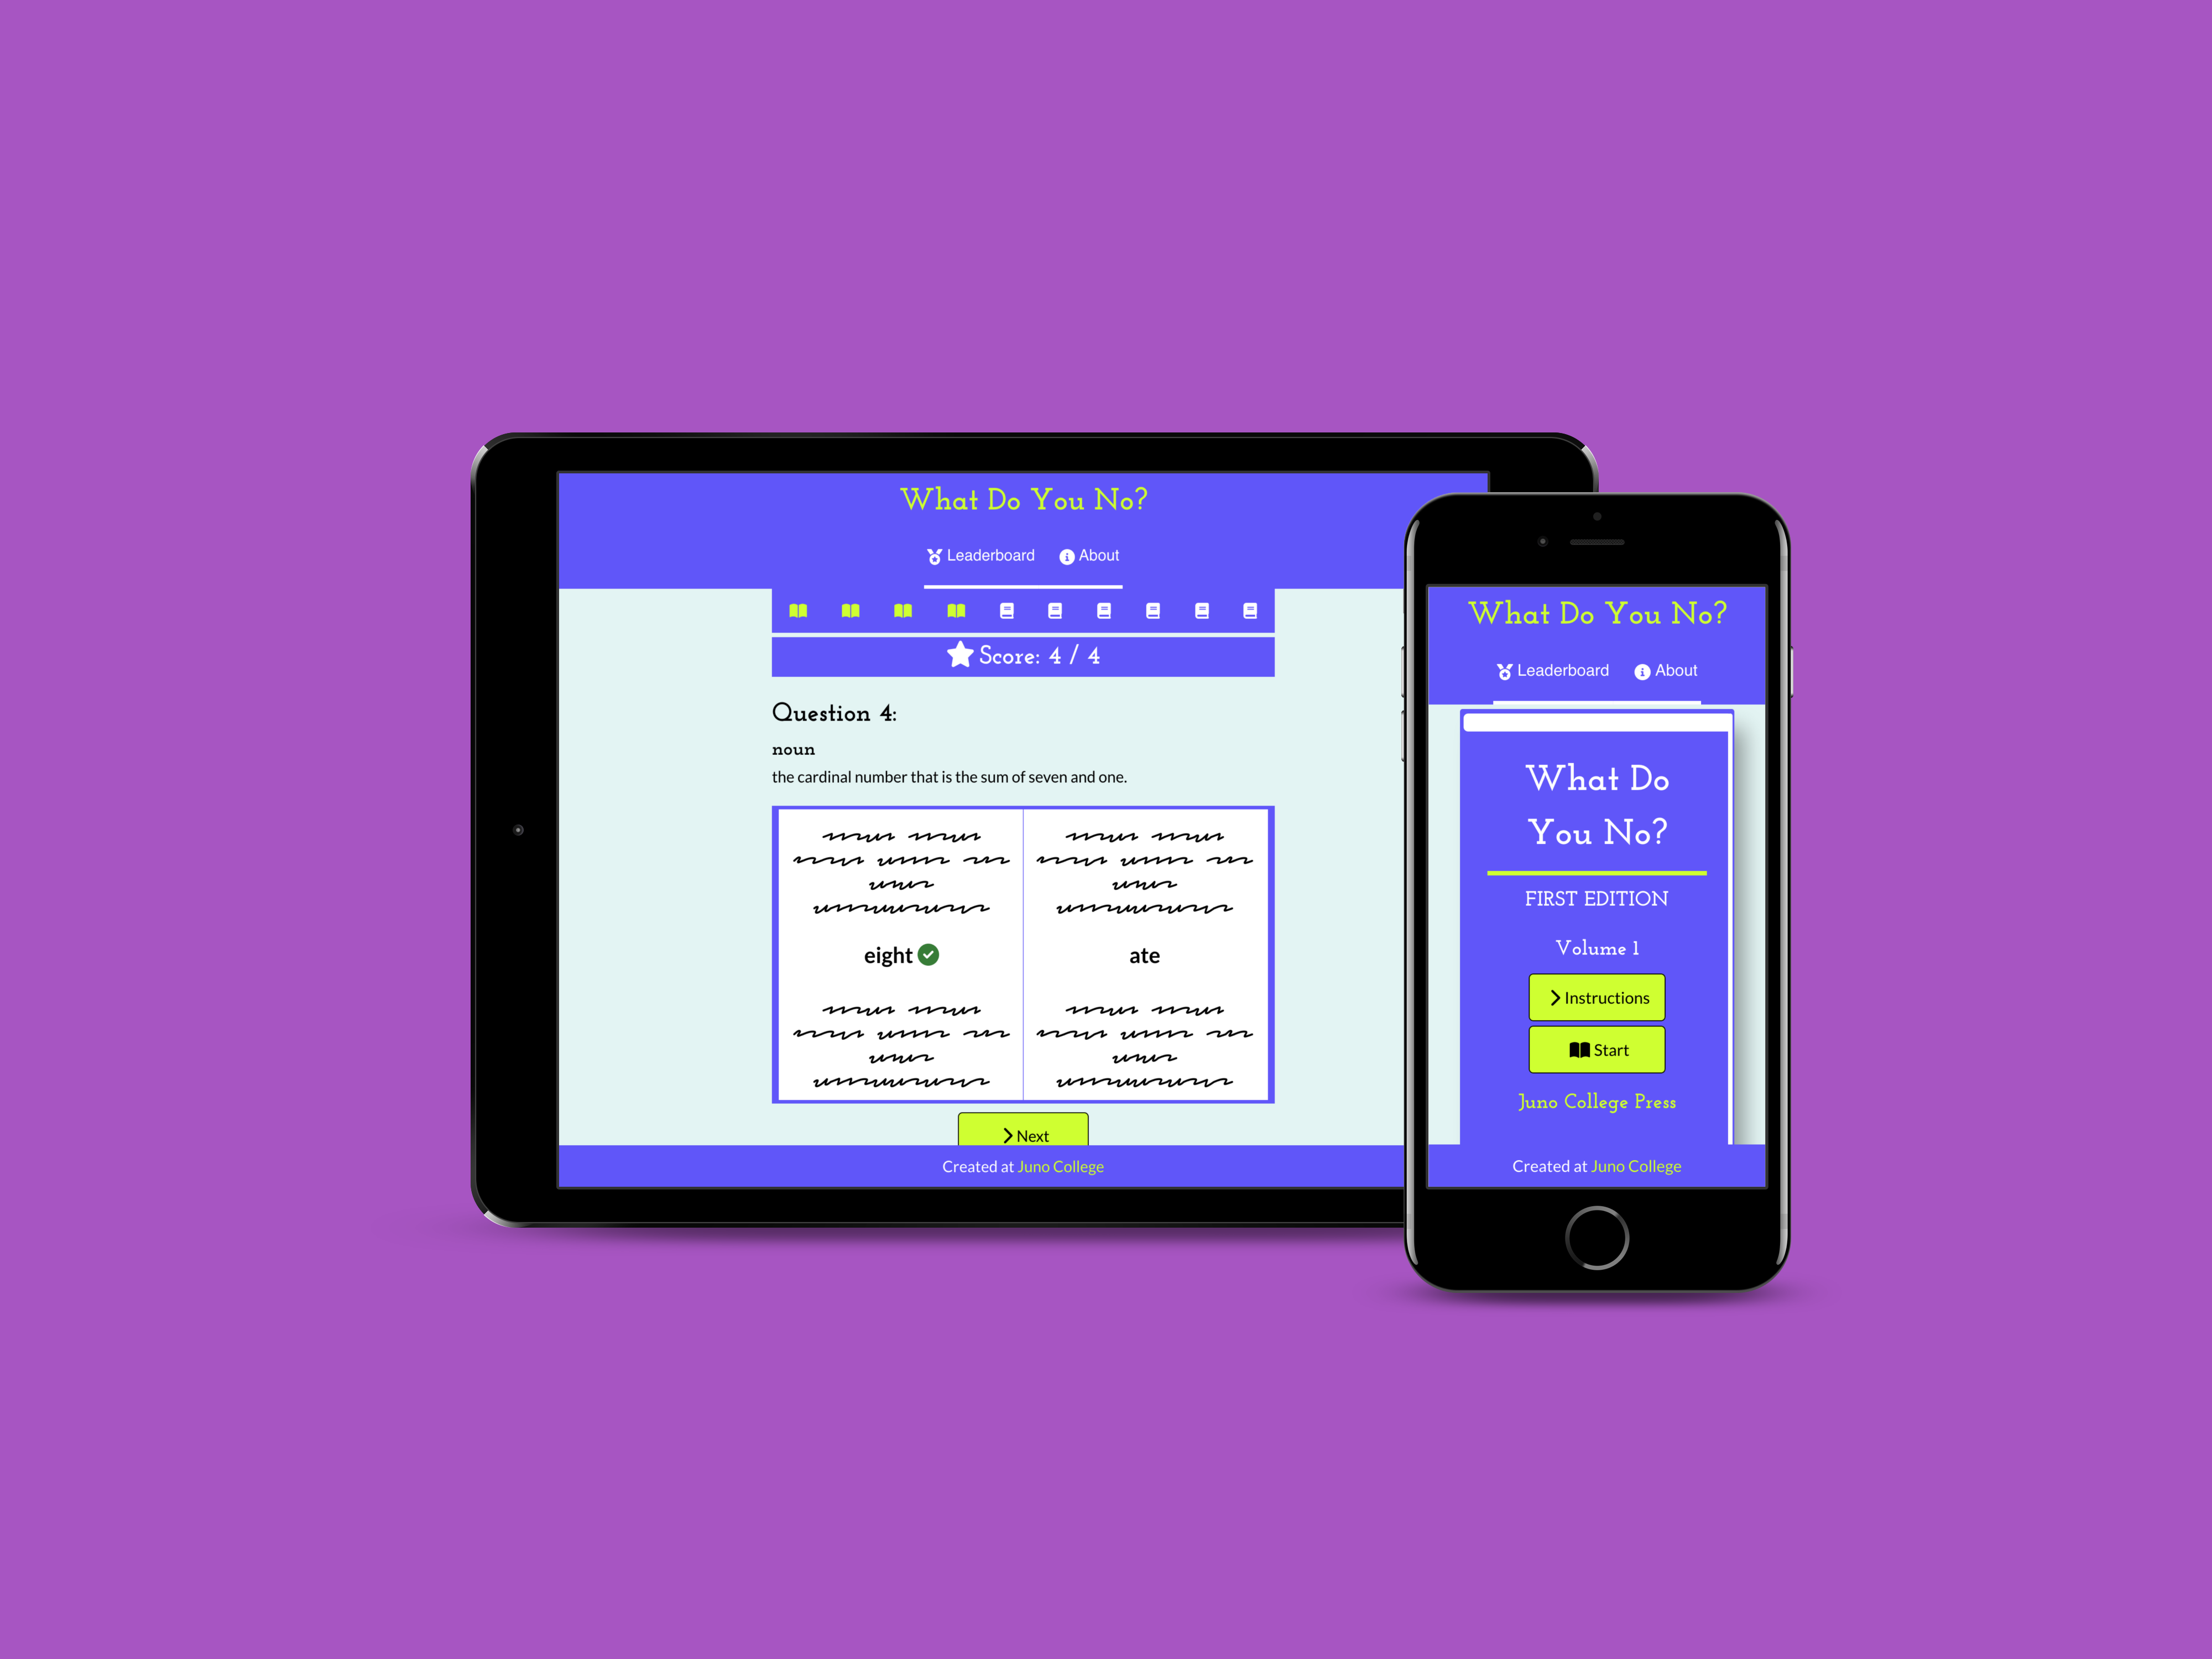 What Do You No?
Leaderboard About
Score: 4 / 4
Question 4:
noun
the cardinal number that is the sum of seven and one.
eight ate
Next
Created at Juno College
What Do You No?
Leaderboard About
What Do
You No?
FIRST EDITION
Volume 1
Instructions
Start
Juno College Press
Created at Juno College